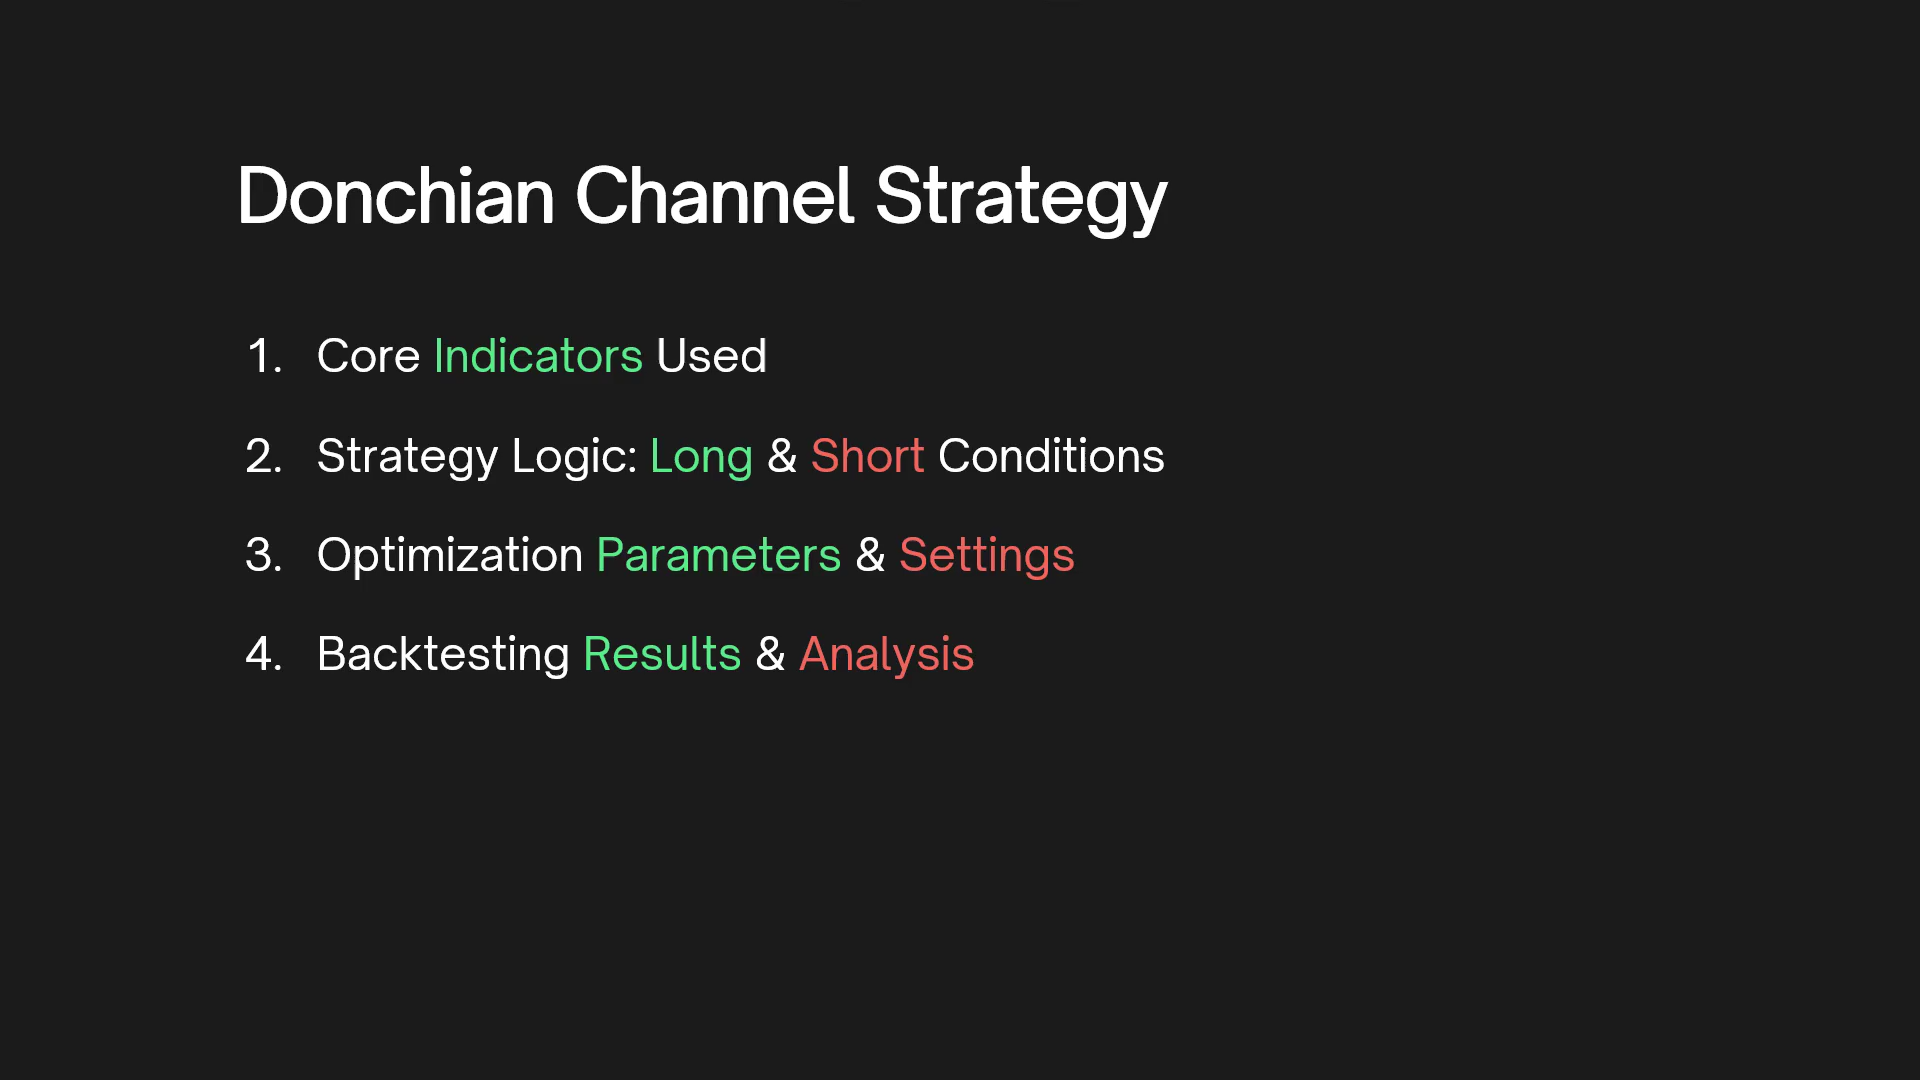 Donchian Channel Strategy
1. Core Indicators Used
2. Strategy Logic: Long & Short Conditions
3. Optimization Parameters & Settings
4. Backtesting Results & Analysis